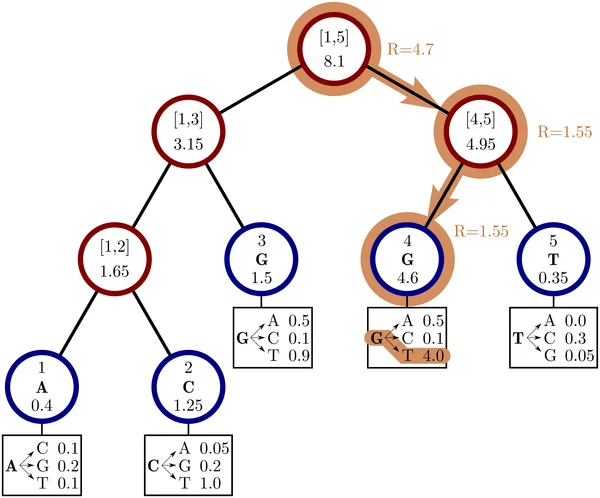 [1,5]
8.1
R=4.7
[1,3]
3.15
[4,5]
4.95
R=1.55
[1,2]
1.65
3
G
1.5
4
G
4.6
R=1.55
5
T
0.35
G
A 0.5
C 0.1
T 0.9
G
A 0.5
C 0.1
T 4.0
T
A 0.0
C 0.3
G 0.05
1
A
0.4
2
C
1.25
A
C 0.1
G 0.2
T 0.1
C
A 0.05
G 0.2
T 1.0